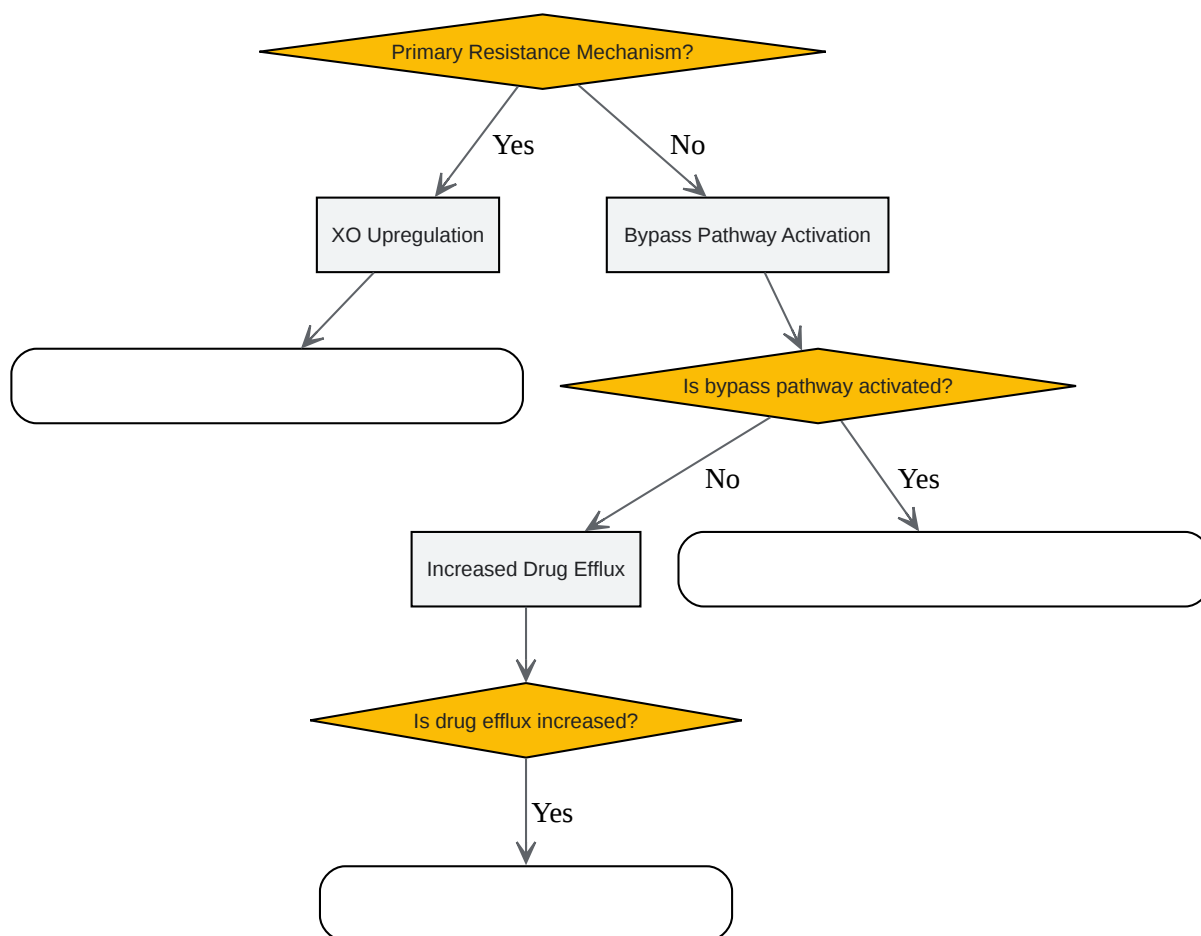 Primary Resistance Mechanism?
Yes
No
XO Upregulation
Bypass Pathway Activation
Is bypass pathway activated?
No
Yes
Increased Drug Efflux
Is drug efflux increased?
Yes